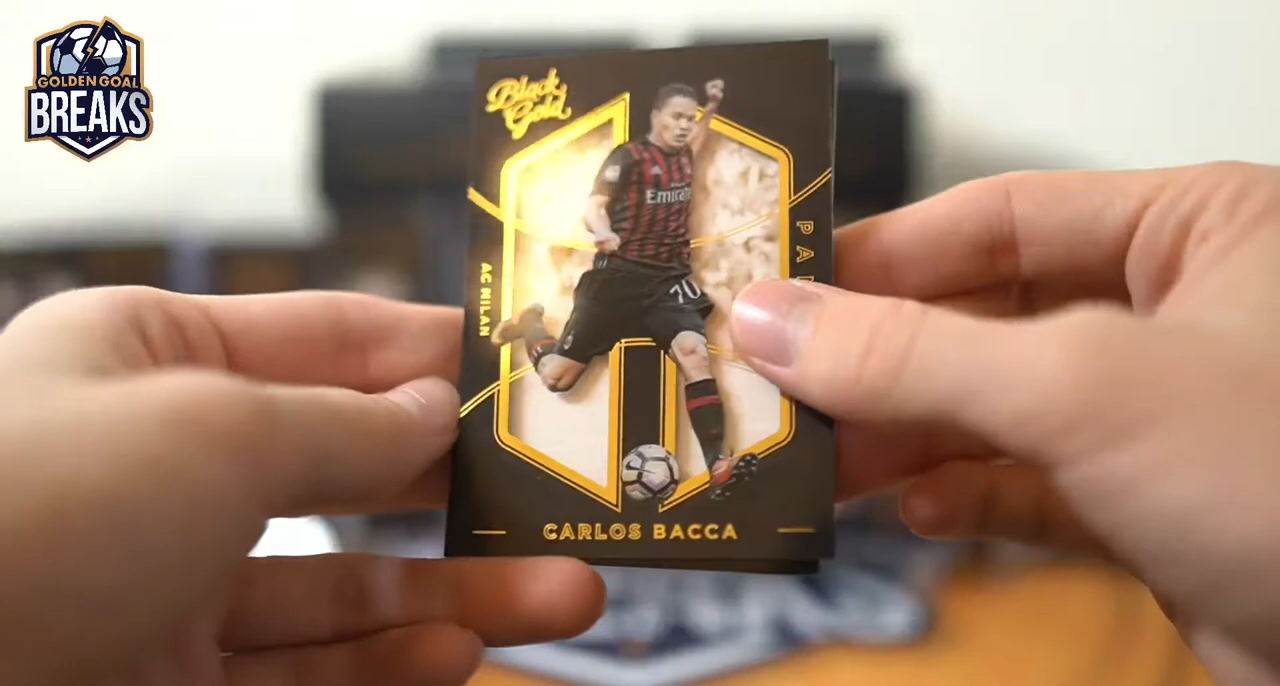 GOLDEN GOAL
BREAKS
Black
Gold
Emirates
70
AC MILAN
CARLOS BACCA